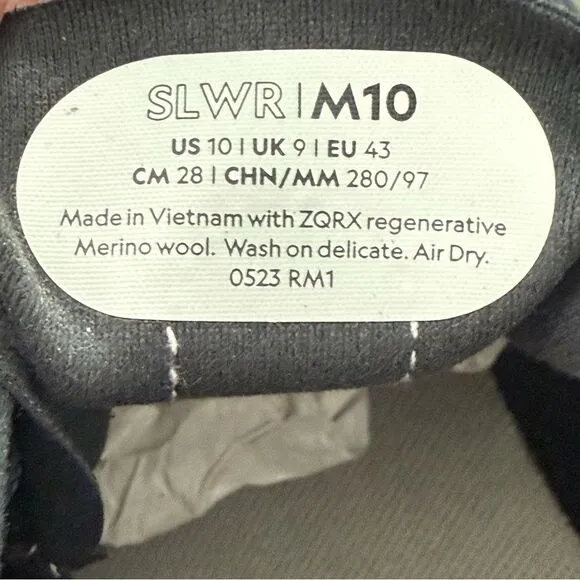 SLWR | M10
US 10 | UK 9 | EU 43
CM 28 | CHN/MM 280/97
Made in Vietnam with ZQRX regenerative
Merino wool. Wash on delicate. Air Dry.
0523 RM1